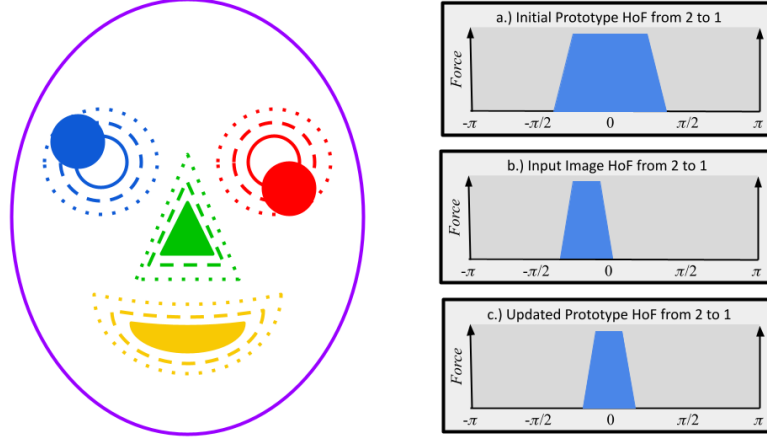 a.) Initial Prototype HoF from 2 to 1
Force
-π -π/2 0 π/2 π
b.) Input Image HoF from 2 to 1
Force
-π -π/2 0 π/2 π
c.) Updated Prototype HoF from 2 to 1
Force
-π -π/2 0 π/2 π